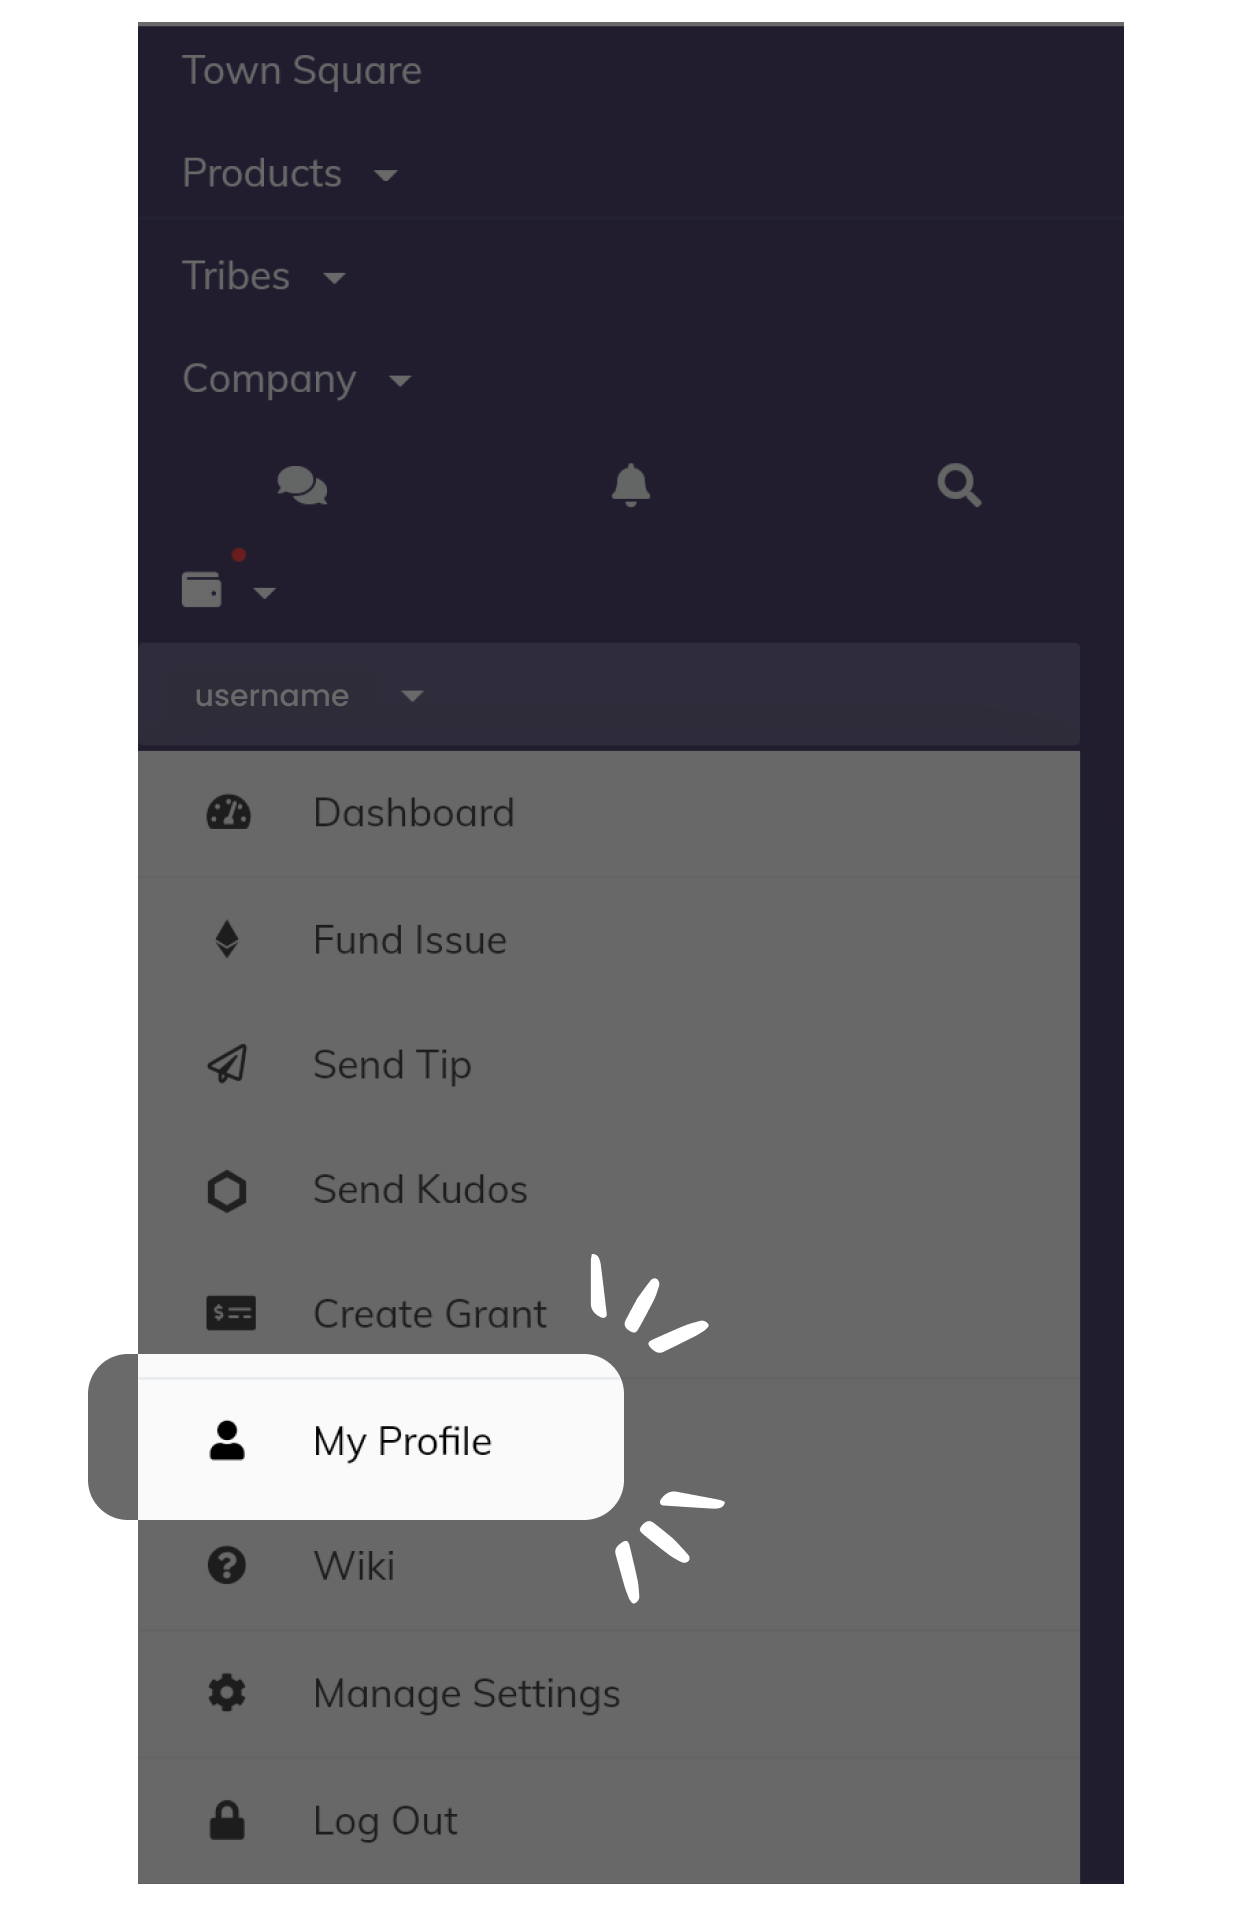 Town Square
Products
Tribes
Company
username
Dashboard
Fund Issue
Send Tip
Send Kudos
Create Grant
My Profile
Wiki
Manage Settings
Log Out